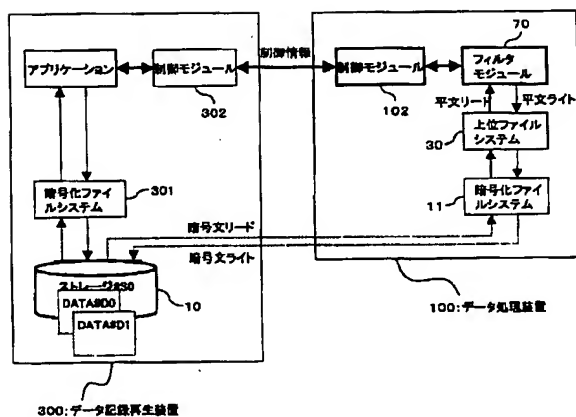 アプリケーション
制御モジュール
302
制御情報
制御モジュール
102
70
フィルタ
モジュール
平文リード
平文ライト
30
上位ファイル
システム
暗号化ファイ
ルシステム
301
暗号化ファイ
ルシステム
11
暗号文リード
暗号文ライト
ストレージ#S0
10
DATA#D0
DATA#D1
100:データ処理装置
300:データ記録再生装置